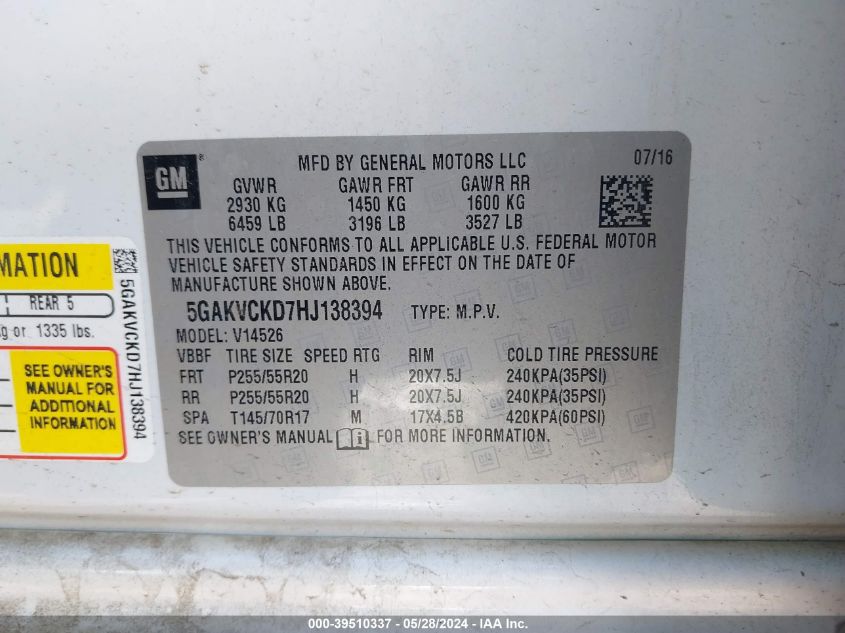 GM
MFD BY GENERAL MOTORS LLC
07/16
GVWR GAWR FRT GAWR RR
2930 KG 1450 KG 1600 KG
6459 LB 3196 LB 3527 LB
THIS VEHICLE CONFORMS TO ALL APPLICABLE U.S. FEDERAL MOTOR
VEHICLE SAFETY STANDARDS IN EFFECT ON THE DATE OF
MANUFACTURE SHOWN ABOVE.
5GAKVCKD7HJ138394 TYPE: M.P.V.
MODEL: V14526
VBBF TIRE SIZE SPEED RTG RIM COLD TIRE PRESSURE
FRT P255/55R20 H 20X7.5J 240KPA(35PSI)
RR P255/55R20 H 20X7.5J 240KPA(35PSI)
SPA T145/70R17 M 17X4.5B 420KPA(60PSI)
SEE OWNER'S MANUAL FOR MORE INFORMATION.
MATION
REAR 5
or 1335 lbs.
SEE OWNER'S
MANUAL FOR
ADDITIONAL
INFORMATION
5GAKVCKD7HJ138394
000-39510337 - 05/28/2024 - IAA Inc.